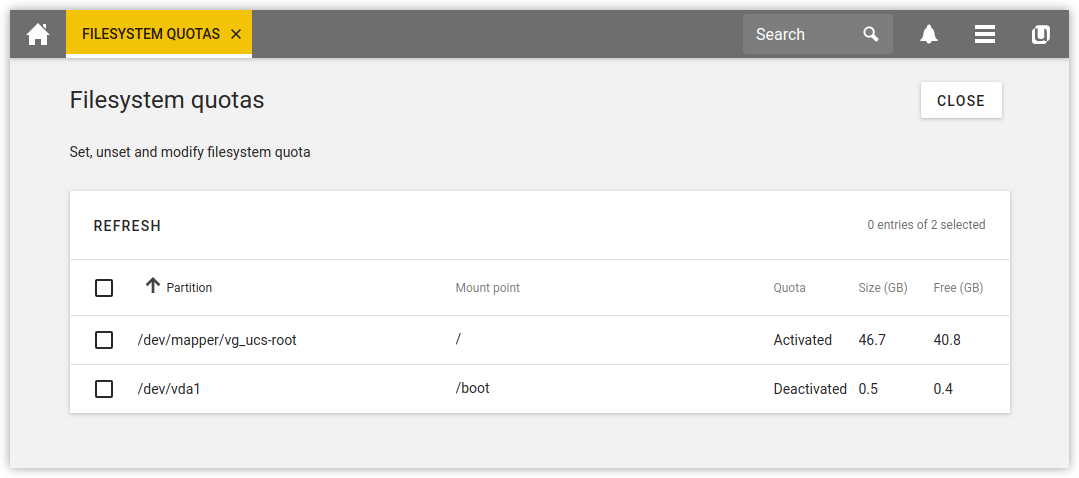 FILESYSTEM QUOTAS
Search
Filesystem quotas
CLOSE
Set, unset and modify filesystem quota
REFRESH
0 entries of 2 selected
Partition Mount point Quota Size (GB) Free (GB)
/dev/mapper/vg_ucs-root / Activated 46.7 40.8
/dev/vda1 /boot Deactivated 0.5 0.4